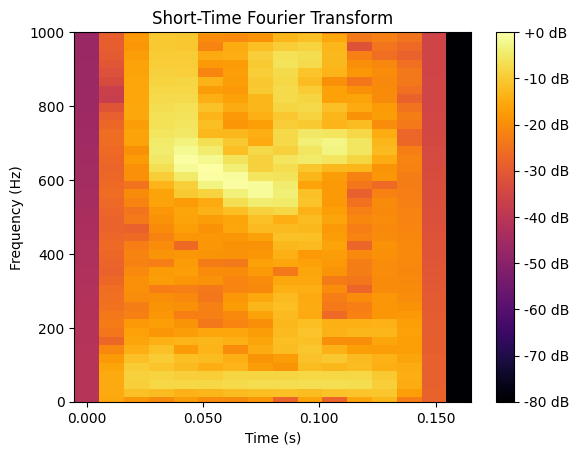 Short-Time Fourier Transform
Frequency (Hz)
1000
800
600
400
200
0
0.000
0.050
0.100
0.150
Time (s)
+0 dB
-10 dB
-20 dB
-30 dB
-40 dB
-50 dB
-60 dB
-70 dB
-80 dB